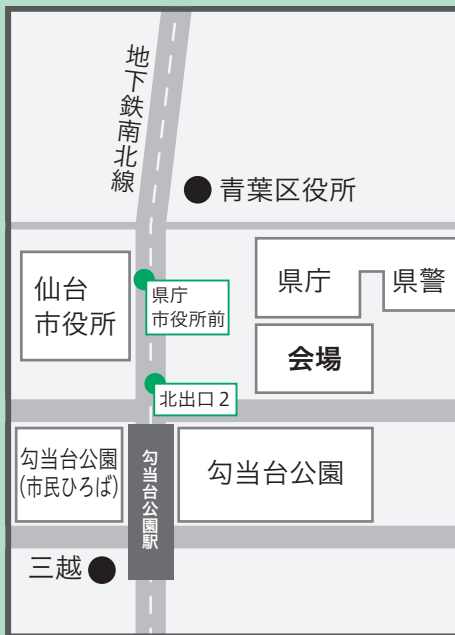 地下鉄南北線
青葉区役所
仙台
市役所
県庁
市役所前
県庁
県警
会場
北出口2
勾当台公園
(市民ひろば)
勾当台公園駅
勾当台公園
三越